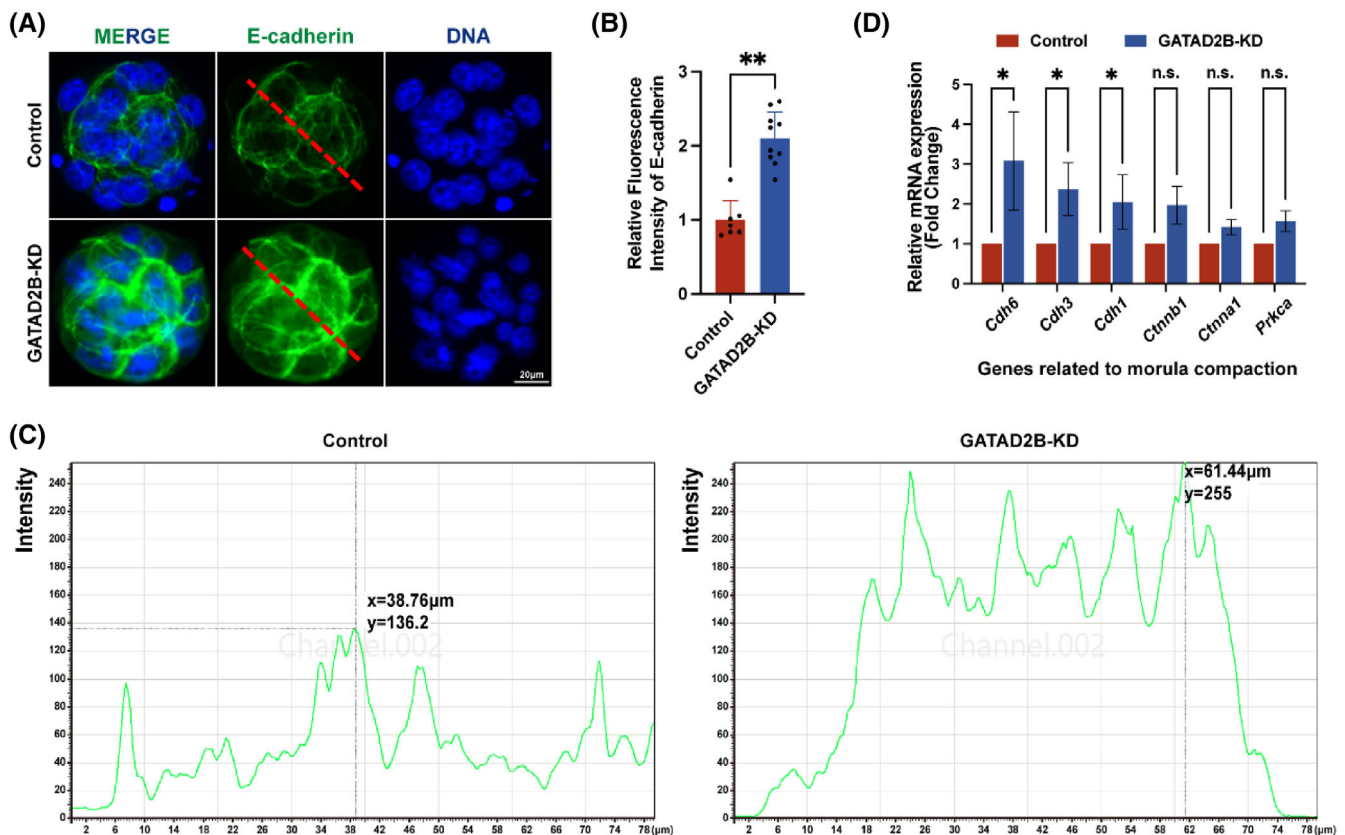 (A)
MERGE E-cadherin DNA
Control
GATAD2B-KD
20μm
(B)
Relative Fluorescence
Intensity of E-cadherin
3
2
1
0
**
Control
GATAD2B-KD
(D)
Control GATAD2B-KD
Relative mRNA expression
(Fold Change)
5
4
3
2
1
0
* * * n.s. n.s. n.s.
Cdh6 Cdh3 Cdh1 Ctnnb1 Ctnna1 Prkca
Genes related to morula compaction
(C)
Control
Intensity
240
220
200
180
160
140
120
100
80
60
40
20
0
x=38.76μm
y=136.2
Channel.002
2 6 10 14 18 22 26 30 34 38 42 46 50 54 58 62 66 70 74 78 (μm)
GATAD2B-KD
Intensity
240
220
200
180
160
140
120
100
80
60
40
20
0
x=61.44μm
y=255
Channel.002
2 6 10 14 18 22 26 30 34 38 42 46 50 54 58 62 66 70 74 78 (μm)